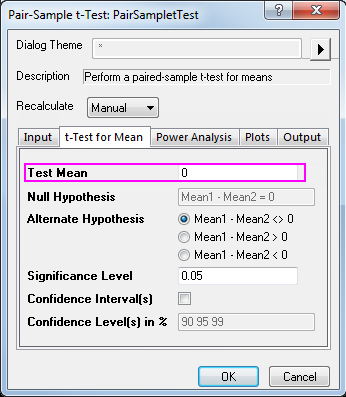 Pair-Sample t-Test: PairSampletTest
Dialog Theme *
Description Perform a paired-sample t-test for means
Recalculate Manual
Input t-Test for Mean Power Analysis Plots Output
Test Mean 0
Null Hypothesis Mean1 - Mean2 = 0
Alternate Hypothesis Mean1 - Mean2 <> 0
Mean1 - Mean2 > 0
Mean1 - Mean2 < 0
Significance Level 0.05
Confidence Interval(s)
Confidence Level(s) in % 90 95 99
OK Cancel